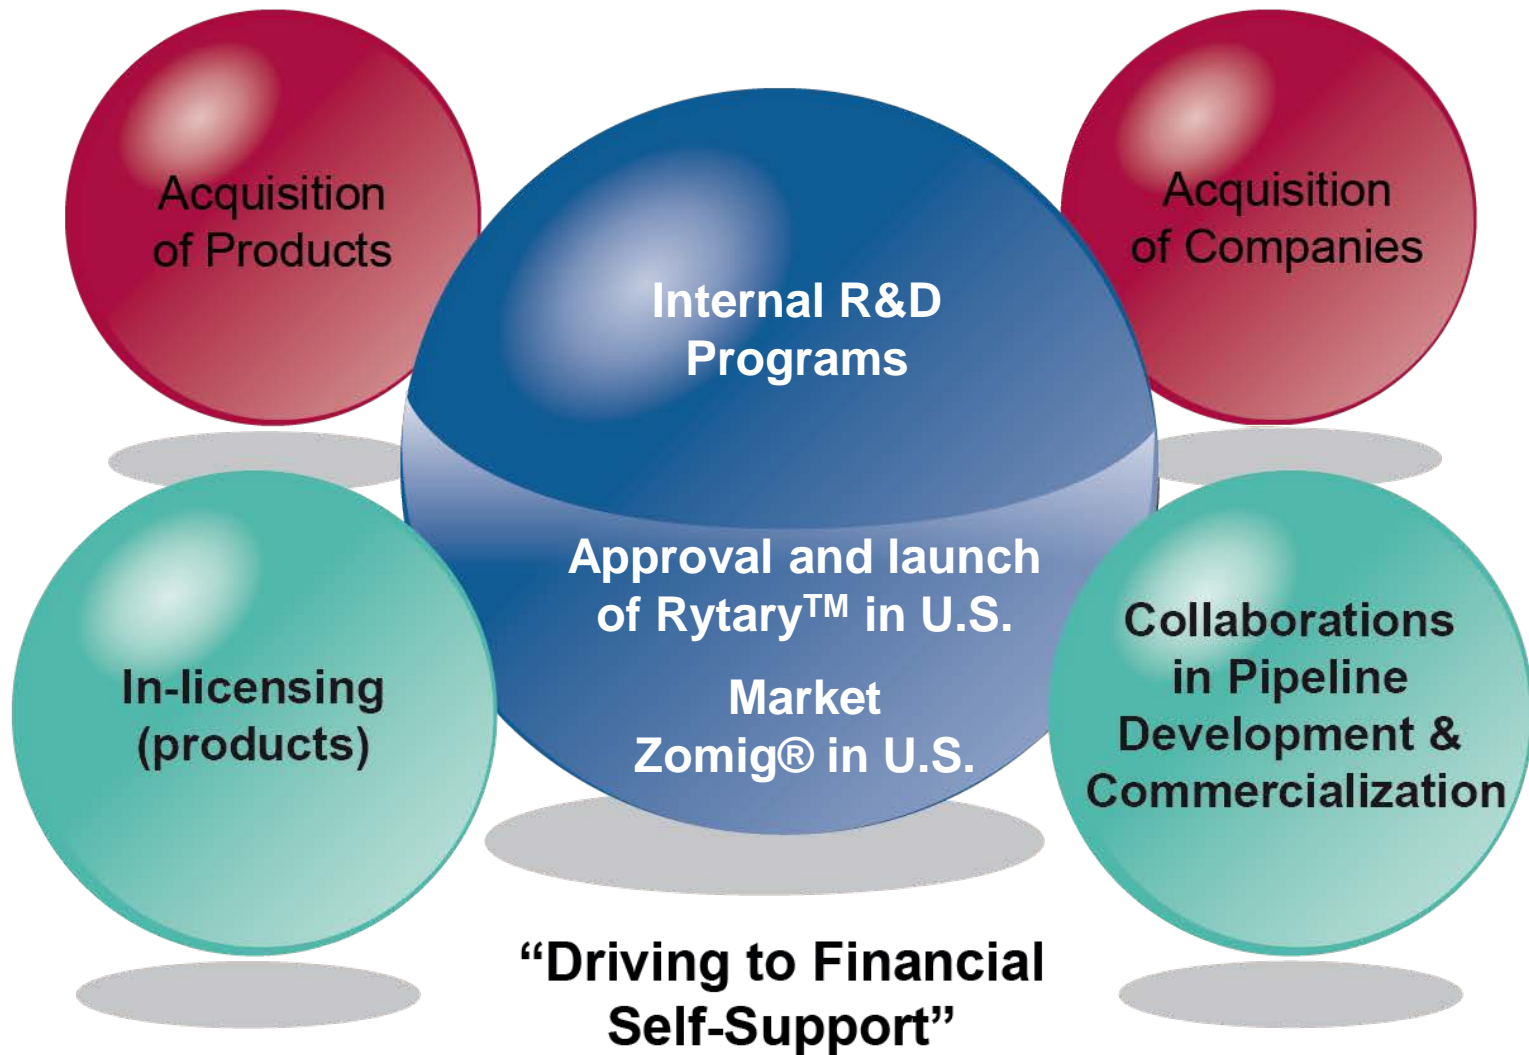 Acquisition
of Products
Acquisition
of Companies
Internal R&D
Programs
Approval and launch
of Rytary™ in U.S.
Market
Zomig® in U.S.
In-licensing
(products)
Collaborations
in Pipeline
Development &
Commercialization
“Driving to Financial
Self-Support”